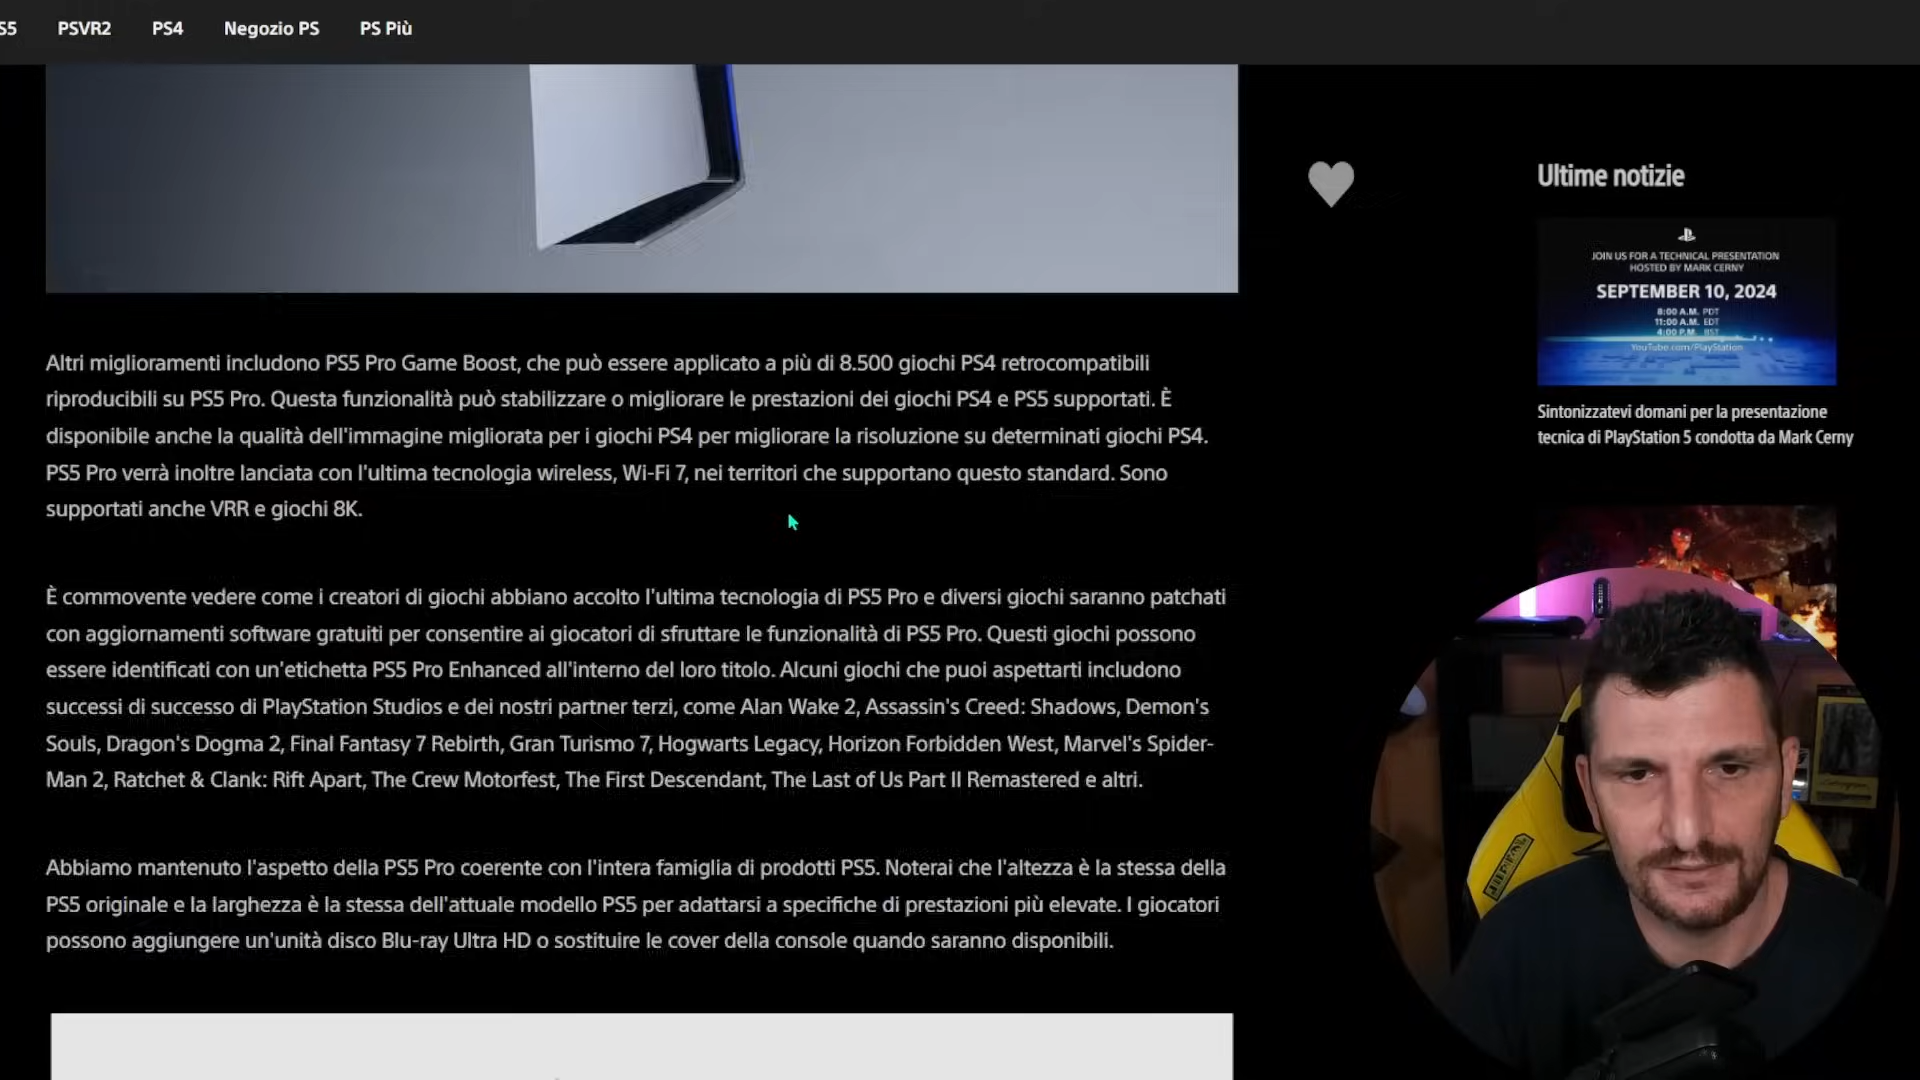 S5
PSVR2
PS4
Negozio PS
PS Più
Ultime notizie
JOIN US FOR A TECHNICAL PRESENTATION
HOSTED BY MARK CERNY
SEPTEMBER 10, 2024
8:00 A.M. PDT
11:00 A.M. EDT
4:00 P.M. BST
YouTube.com/PlayStation
Sintonizzatevi domani per la presentazione
tecnica di PlayStation 5 condotta da Mark Cerny
Altri miglioramenti includono PS5 Pro Game Boost, che può essere applicato a più di 8.500 giochi PS4 retrocompatibili
riproducibili su PS5 Pro. Questa funzionalità può stabilizzare o migliorare le prestazioni dei giochi PS4 e PS5 supportati. È
disponibile anche la qualità dell'immagine migliorata per i giochi PS4 per migliorare la risoluzione su determinati giochi PS4.
PS5 Pro verrà inoltre lanciata con l'ultima tecnologia wireless, Wi-Fi 7, nei territori che supportano questo standard. Sono
supportati anche VRR e giochi 8K.
È commovente vedere come i creatori di giochi abbiano accolto l'ultima tecnologia di PS5 Pro e diversi giochi saranno patchati
con aggiornamenti software gratuiti per consentire ai giocatori di sfruttare le funzionalità di PS5 Pro. Questi giochi possono
essere identificati con un'etichetta PS5 Pro Enhanced all'interno del loro titolo. Alcuni giochi che puoi aspettarti includono
successi di successo di PlayStation Studios e dei nostri partner terzi, come Alan Wake 2, Assassin's Creed: Shadows, Demon's
Souls, Dragon's Dogma 2, Final Fantasy 7 Rebirth, Gran Turismo 7, Hogwarts Legacy, Horizon Forbidden West, Marvel's Spider-
Man 2, Ratchet & Clank: Rift Apart, The Crew Motorfest, The First Descendant, The Last of Us Part II Remastered e altri.
Abbiamo mantenuto l'aspetto della PS5 Pro coerente con l'intera famiglia di prodotti PS5. Noterai che l'altezza è la stessa della
PS5 originale e la larghezza è la stessa dell'attuale modello PS5 per adattarsi a specifiche di prestazioni più elevate. I giocatori
possono aggiungere un'unità disco Blu-ray Ultra HD o sostituire le cover della console quando saranno disponibili.